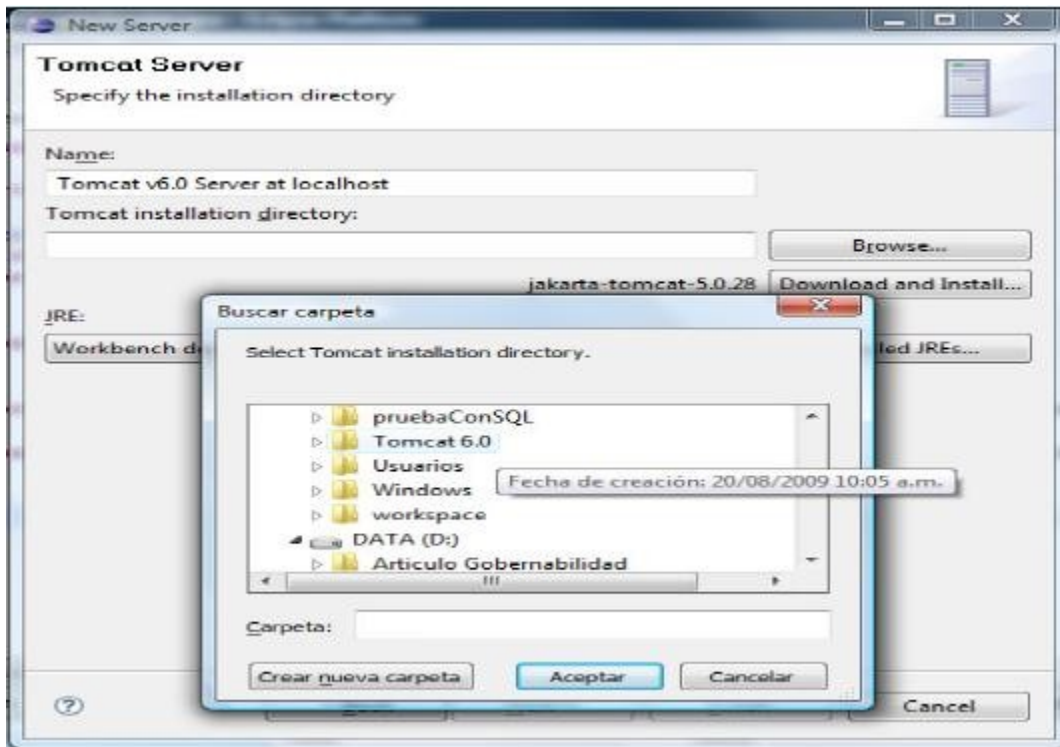 New Server
Tomcat Server
Specify the installation directory
Name:
Tomcat v6.0 Server at localhost
Tomcat installation directory:
Browse...
jakarta-tomcat-5.0.28
Download and Install...
JRE:
Workbench
Buscar carpeta
Select Tomcat installation directory.
JREs...
pruebaConSQL
Tomcat 6.0
Usuarios
Fecha de creación: 20/08/2009 10:05 a.m.
Windows
workspace
DATA (D:)
Articulo Gobernabilidad
Carpeta:
Crear nueva carpeta
Aceptar
Cancelar
Cancel